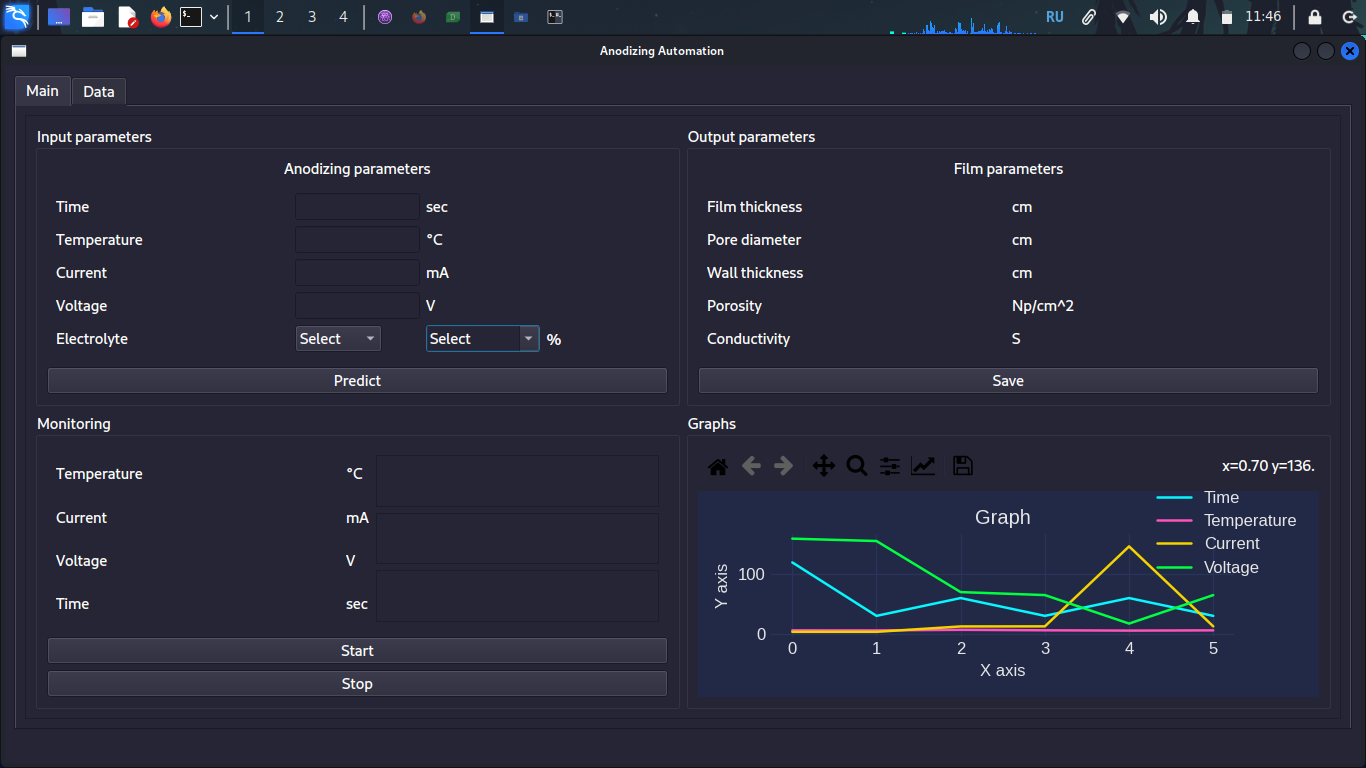 1 2 3 4 RU 11:46
Anodizing Automation
Main Data
Input parameters
Anodizing parameters
Time sec
Temperature °C
Current mA
Voltage V
Electrolyte Select Select %
Predict
Output parameters
Film parameters
Film thickness cm
Pore diameter cm
Wall thickness cm
Porosity Np/cm^2
Conductivity S
Save
Monitoring
Temperature °C
Current mA
Voltage V
Time sec
Start
Stop
Graphs
x=0.70 y=136.
Graph
Time
Temperature
Current
Voltage
Y axis
100
0
0 1 2 3 4 5
X axis